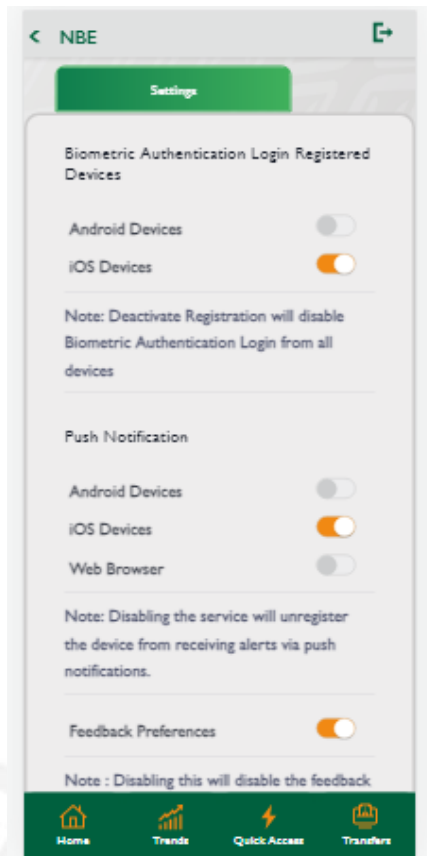 NBE
Settings
Biometric Authentication Login Registered
Devices
Android Devices
iOS Devices
Note: Deactivate Registration will disable
Biometric Authentication Login from all
devices
Push Notification
Android Devices
iOS Devices
Web Browser
Note: Disabling the service will unregister
the device from receiving alerts via push
notifications.
Feedback Preferences
Note : Disabling this will disable the feedback
Home Trends Quick Access Transfers